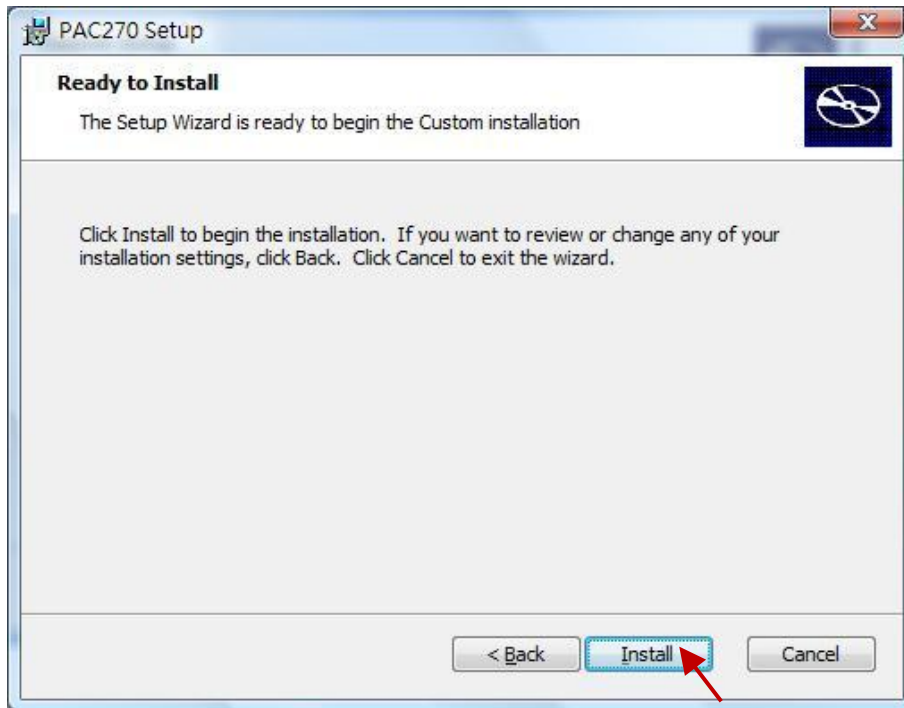 PAC270 Setup
Ready to Install
The Setup Wizard is ready to begin the Custom installation
Click Install to begin the installation.  If you want to review or change any of your
installation settings, click Back.  Click Cancel to exit the wizard.
< Back
Install
Cancel